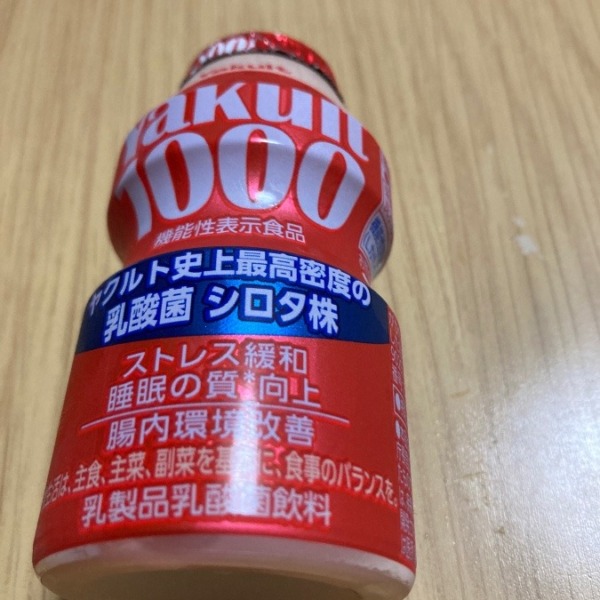 Yakult
Yakult
1000
機能性表示食品
ヤクルト史上最高密度の
乳酸菌 シロタ株
ストレス緩和
睡眠の質*向上
腸内環境改善
は、主食、主菜、副菜を基本に、食事のバランスを。
乳製品乳酸菌飲料